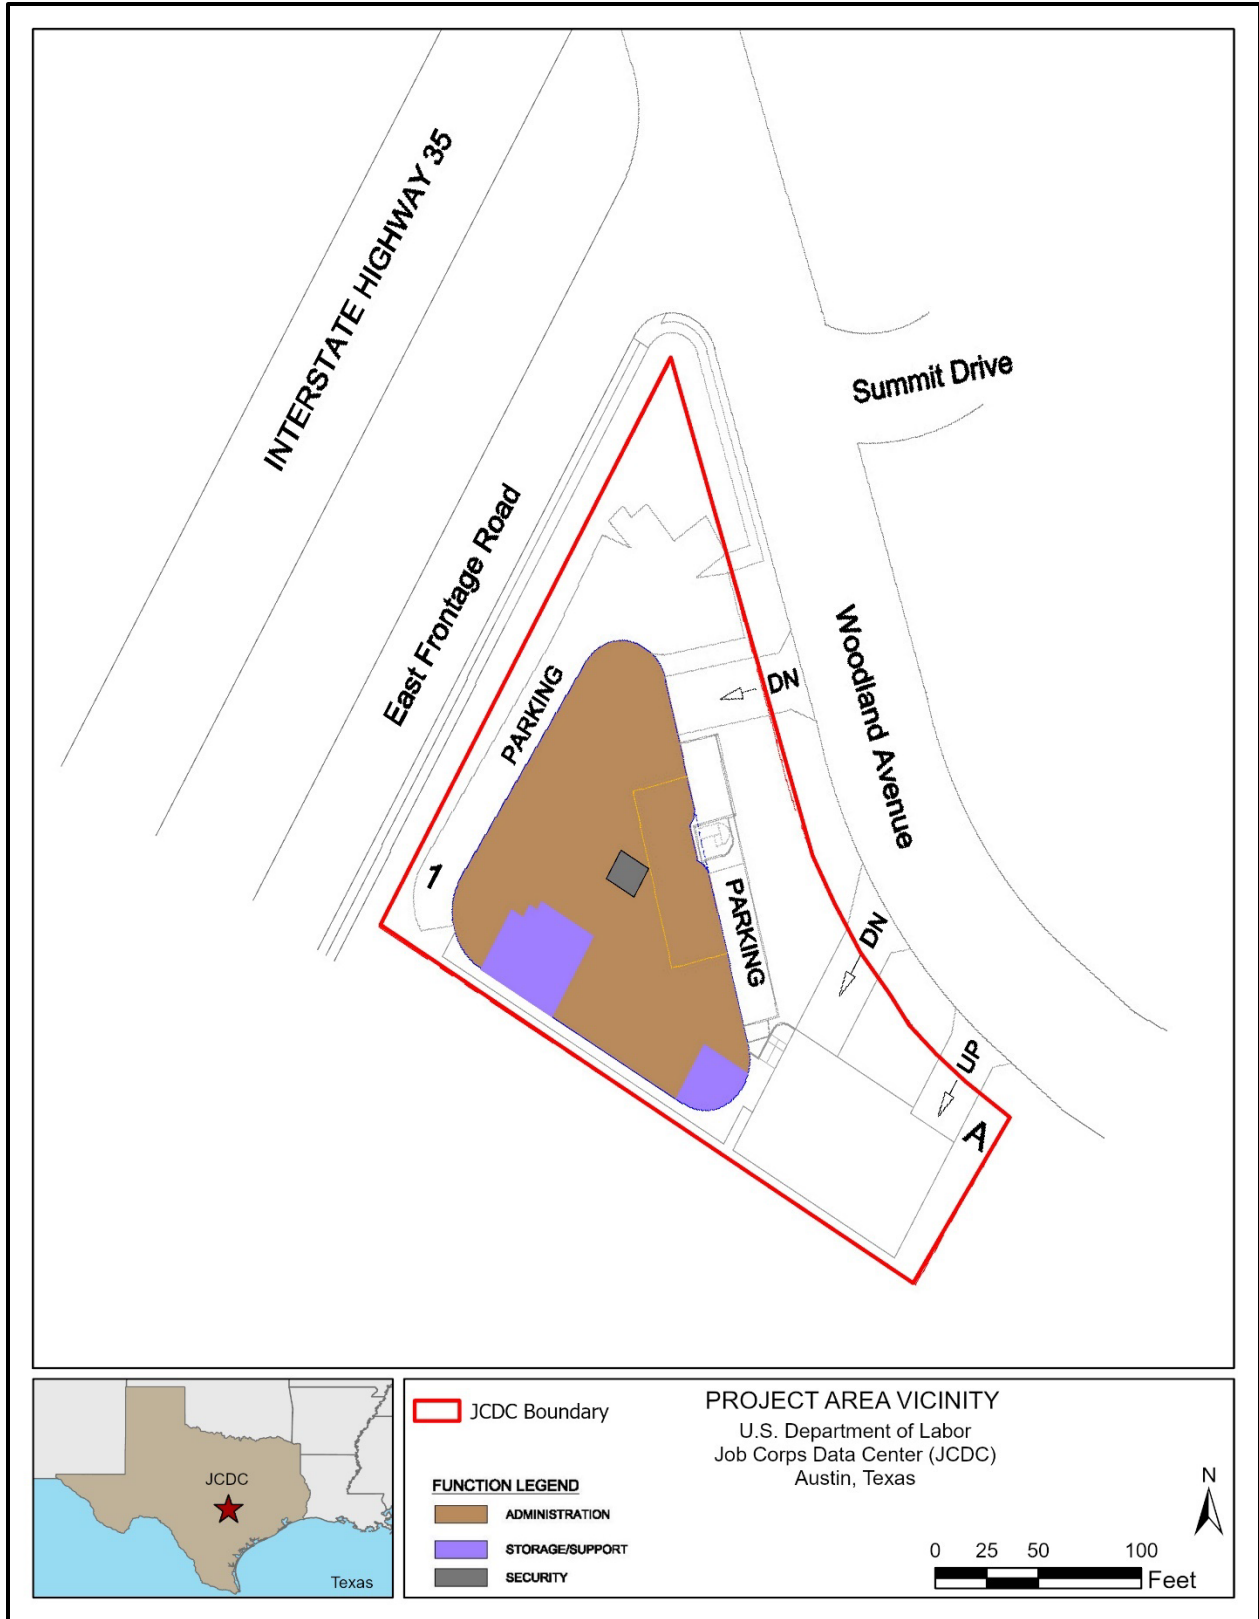 INTERSTATE HIGHWAY 35
Summit Drive
East Frontage Road
Woodland Avenue
PARKING
DN
1
PARKING
DN
UP
A
JCDC
Texas
JCDC Boundary
PROJECT AREA VICINITY
U.S. Department of Labor
Job Corps Data Center (JCDC)
Austin, Texas
FUNCTION LEGEND
ADMINISTRATION
STORAGE/SUPPORT
SECURITY
N
0 25 50 100
Feet